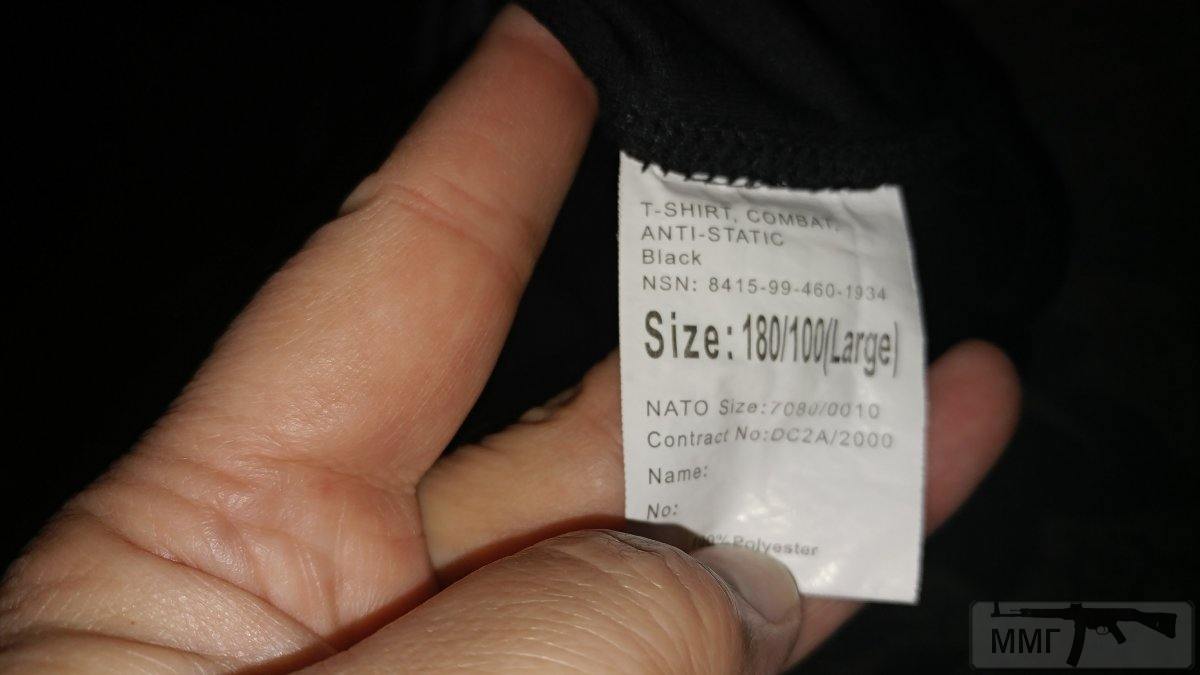 T-SHIRT, COMBAT,
ANTI-STATIC
Black
NSN: 8415-99-460-1934
Size: 180/100(Large)
NATO Size:7080/0010
Contract No:DC2A/2000
Name:
No:
100% Polyester
ММГ